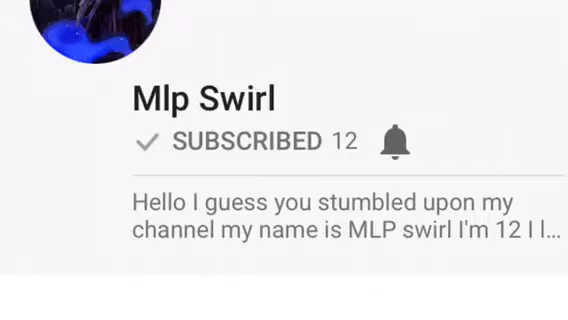 Mlp Swirl
SUBSCRIBED 12
Hello I guess you stumbled upon my
channel my name is MLP swirl I'm 12 I l...